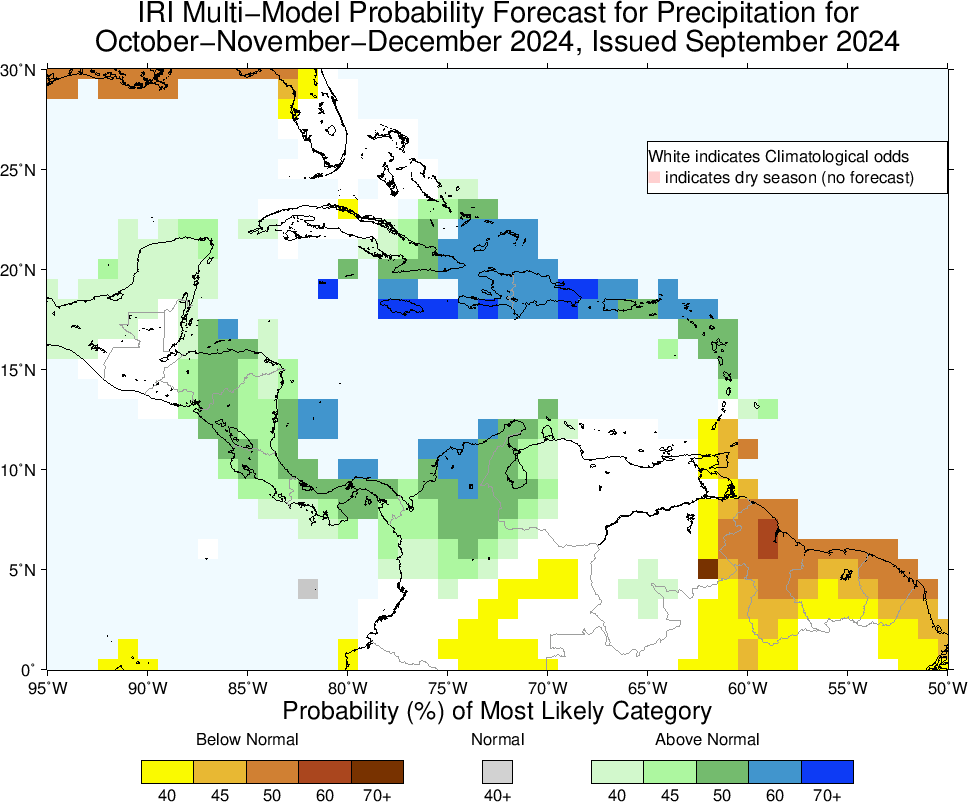 IRI Multi−Model Probability Forecast for Precipitation for
October−November−December 2024, Issued September 2024
30˚N
White indicates Climatological odds
25˚N
indicates dry season (no forecast)
20˚N
15˚N
10˚N
5˚N
0˚
95˚W 90˚W 85˚W 80˚W 75˚W 70˚W 65˚W 60˚W 55˚W 50˚W
Probability (%) of Most Likely Category
Below Normal Normal Above Normal
40 45 50 60 70+ 40+ 40 45 50 60 70+